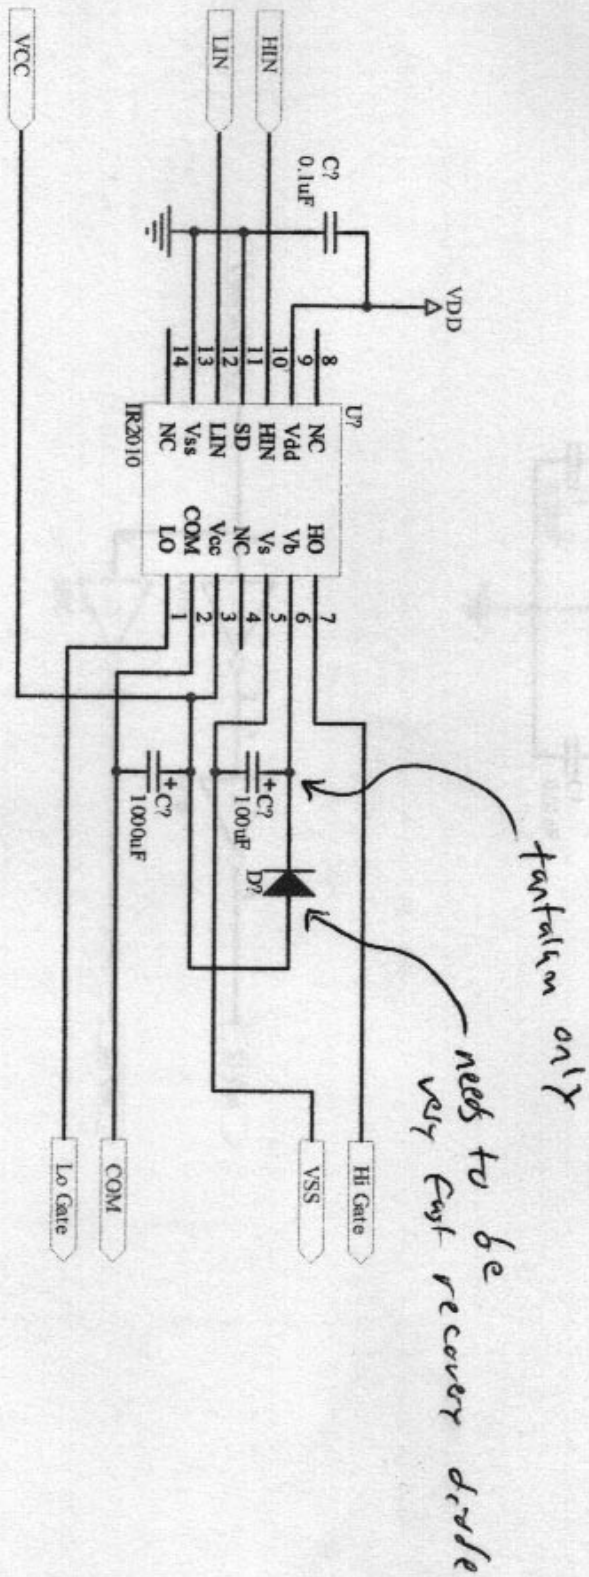 VCC
LIN
HIN
C?
0.1uF
VDD
U?
IR2010
8
9
10
11
12
13
14
NC
Vdd
HIN
SD
LIN
Vss
NC
HO
Vb
Vs
NC
Vcc
COM
LO
7
6
5
4
3
2
1
+C?
100uF
+C?
1000uF
D?
Hi Gate
VSS
COM
Lo Gate
tantalum only
needs to be
very fast recovery diode